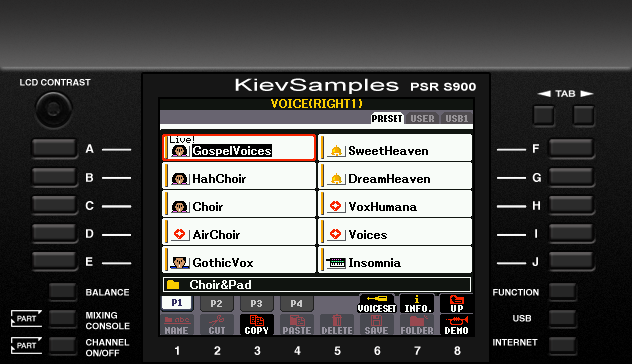 LCD CONTRAST
KievSamples PSR S900
◄ TAB ►
VOICE(RIGHT1)
PRESET USER USB1
Live!
A GospelVoices SweetHeaven F
B HahChoir DreamHeaven G
C Choir VoxHumana H
D AirChoir Voices I
E GothicVox Insomnia J
Choir&Pad
BALANCE P1 P2 P3 P4 VOICESET INFO. UP FUNCTION
PART MIXING CONSOLE NAME CUT COPY PASTE DELETE SAVE FOLDER DEMO USB
PART CHANNEL ON/OFF INTERNET
1 2 3 4 5 6 7 8